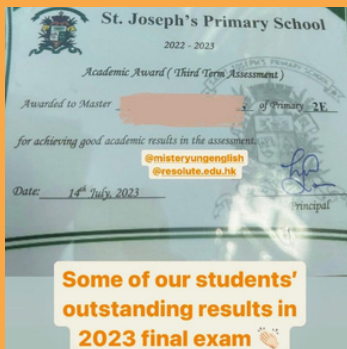 St. Joseph's Primary School
2022 - 2023
Academic Award ( Third Term Assessment )
Awarded to Master of Primary 2E
for achieving good academic results in the assessment.
@misteryungenglish
@resolute.edu.hk
Date: 14th July, 2023
Principal
Some of our students'
outstanding results in
2023 final exam 👏🏻